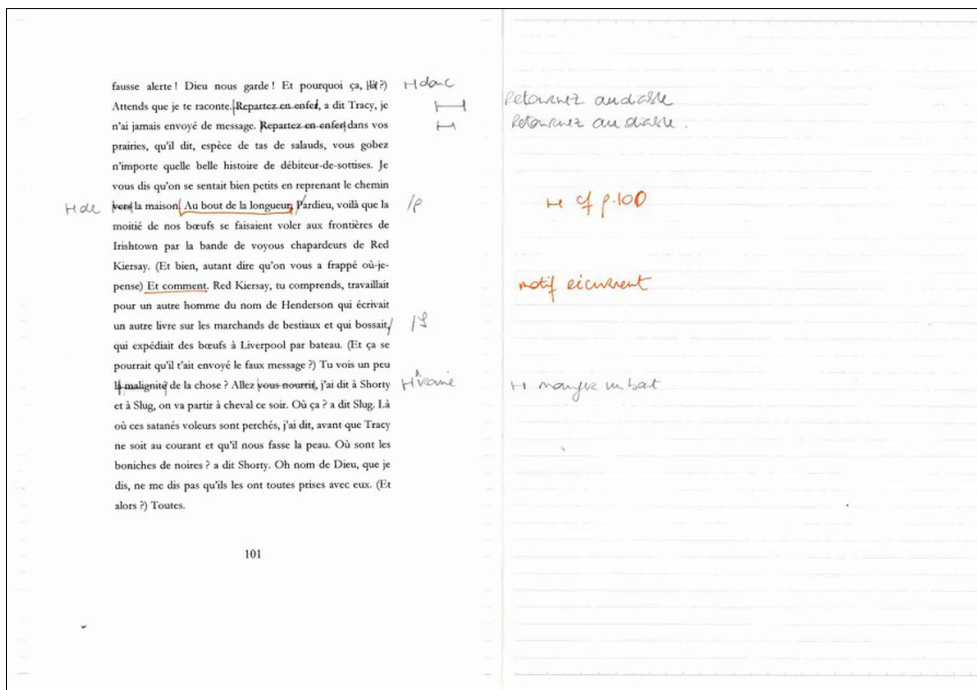 fausse alerte ! Dieu nous garde ! Et pourquoi ça, ?) donc
Attends que je te raconte. Repartez en enfer, a dit Tracy, je
Retournez au diable
n'ai jamais envoyé de message. Repartez en enfer dans vos
Retournez au diable.
prairies, qu'il dit, espèce de tas de salauds, vous gobez
n'importe quelle belle histoire de débiteur-de-sottises. Je
vous dis qu'on se sentait bien petits en reprenant le chemin
de vers la maison. Au bout de la longueur, Pardieu, voilà que la /p
cf p.100
moitié de nos bœufs se faisaient voler aux frontières de
Irishtown par la bande de voyous chapardeurs de Red
Kiersay. (Et bien, autant dire qu'on vous a frappé où-je-
pense) Et comment. Red Kiersay, tu comprends, travaillait
motif récurrent
pour un autre homme du nom de Henderson qui écrivait
un autre livre sur les marchands de bestiaux et qui bossait,
qui expédiait des bœufs à Liverpool par bateau. (Et ça se
pourrait qu'il t'ait envoyé le faux message ?) Tu vois un peu
la malignité de la chose ? Allez vous nourrir, j'ai dit à Shorty
mangez un bout
et à Slug, on va partir à cheval ce soir. Où ça ? a dit Slug. Là
où ces satanés voleurs sont perchés, j'ai dit, avant que Tracy
ne soit au courant et qu'il nous fasse la peau. Où sont les
boniches de noires ? a dit Shorty. Oh nom de Dieu, que je
dis, ne me dis pas qu'ils les ont toutes prises avec eux. (Et
alors ?) Toutes.
101